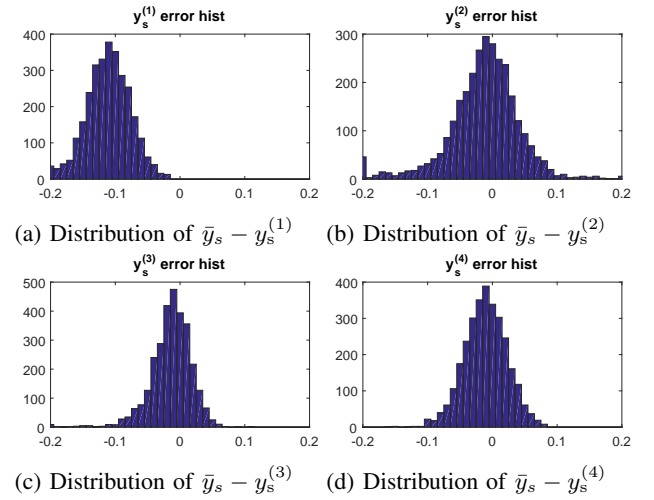 y_s^(1) error hist
400
300
200
100
0
-0.2 -0.1 0 0.1 0.2
(a) Distribution of ȳ_s − y_s^(1)
y_s^(2) error hist
300
200
100
0
-0.2 -0.1 0 0.1 0.2
(b) Distribution of ȳ_s − y_s^(2)
y_s^(3) error hist
500
400
300
200
100
0
-0.2 -0.1 0 0.1 0.2
(c) Distribution of ȳ_s − y_s^(3)
y_s^(4) error hist
400
300
200
100
0
-0.2 -0.1 0 0.1 0.2
(d) Distribution of ȳ_s − y_s^(4)